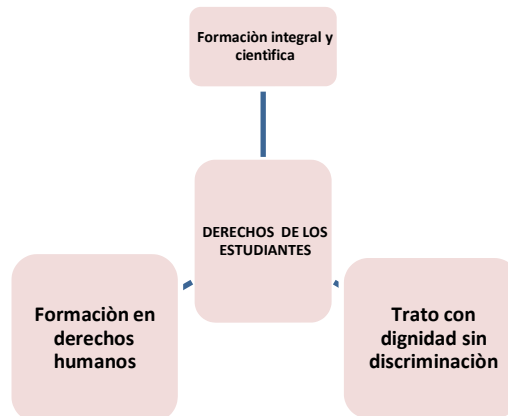 Formaciòn integral y
cientìfica
DERECHOS DE LOS
ESTUDIANTES
Formaciòn en
derechos
humanos
Trato con
dignidad sin
discriminaciòn